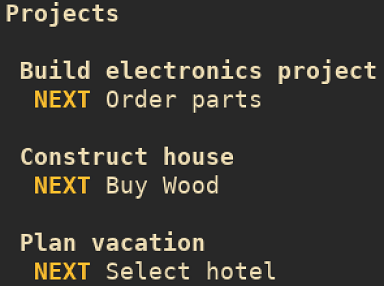 Projects
Build electronics project
NEXT Order parts
Construct house
NEXT Buy Wood
Plan vacation
NEXT Select hotel